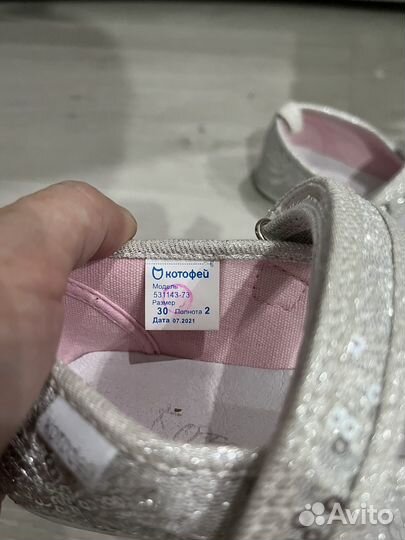 котофей
Модель
531143-73
Размер
30 Полнота 2
Дата 07.2021
Avito